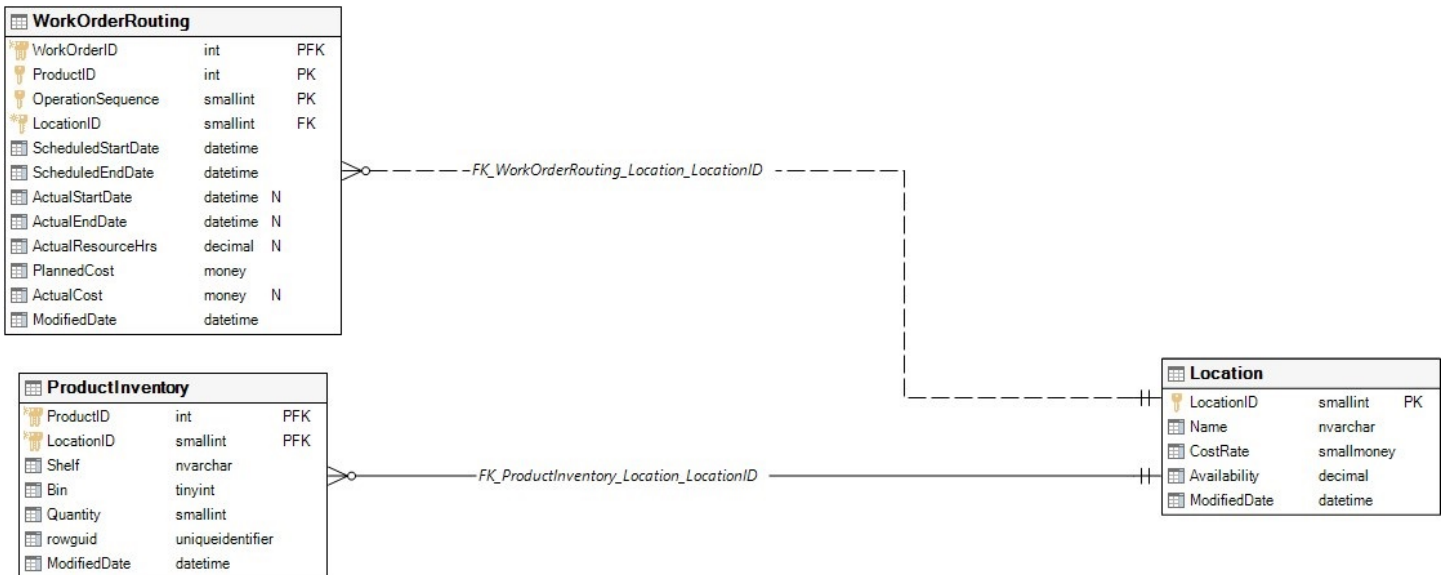 WorkOrderRouting
WorkOrderID int PFK
ProductID int PK
OperationSequence smallint PK
LocationID smallint FK
ScheduledStartDate datetime
ScheduledEndDate datetime
ActualStartDate datetime N
ActualEndDate datetime N
ActualResourceHrs decimal N
PlannedCost money
ActualCost money N
ModifiedDate datetime
FK_WorkOrderRouting_Location_LocationID
ProductInventory
ProductID int PFK
LocationID smallint PFK
Shelf nvarchar
Bin tinyint
Quantity smallint
rowguid uniqueidentifier
ModifiedDate datetime
FK_ProductInventory_Location_LocationID
Location
LocationID smallint PK
Name nvarchar
CostRate smallmoney
Availability decimal
ModifiedDate datetime